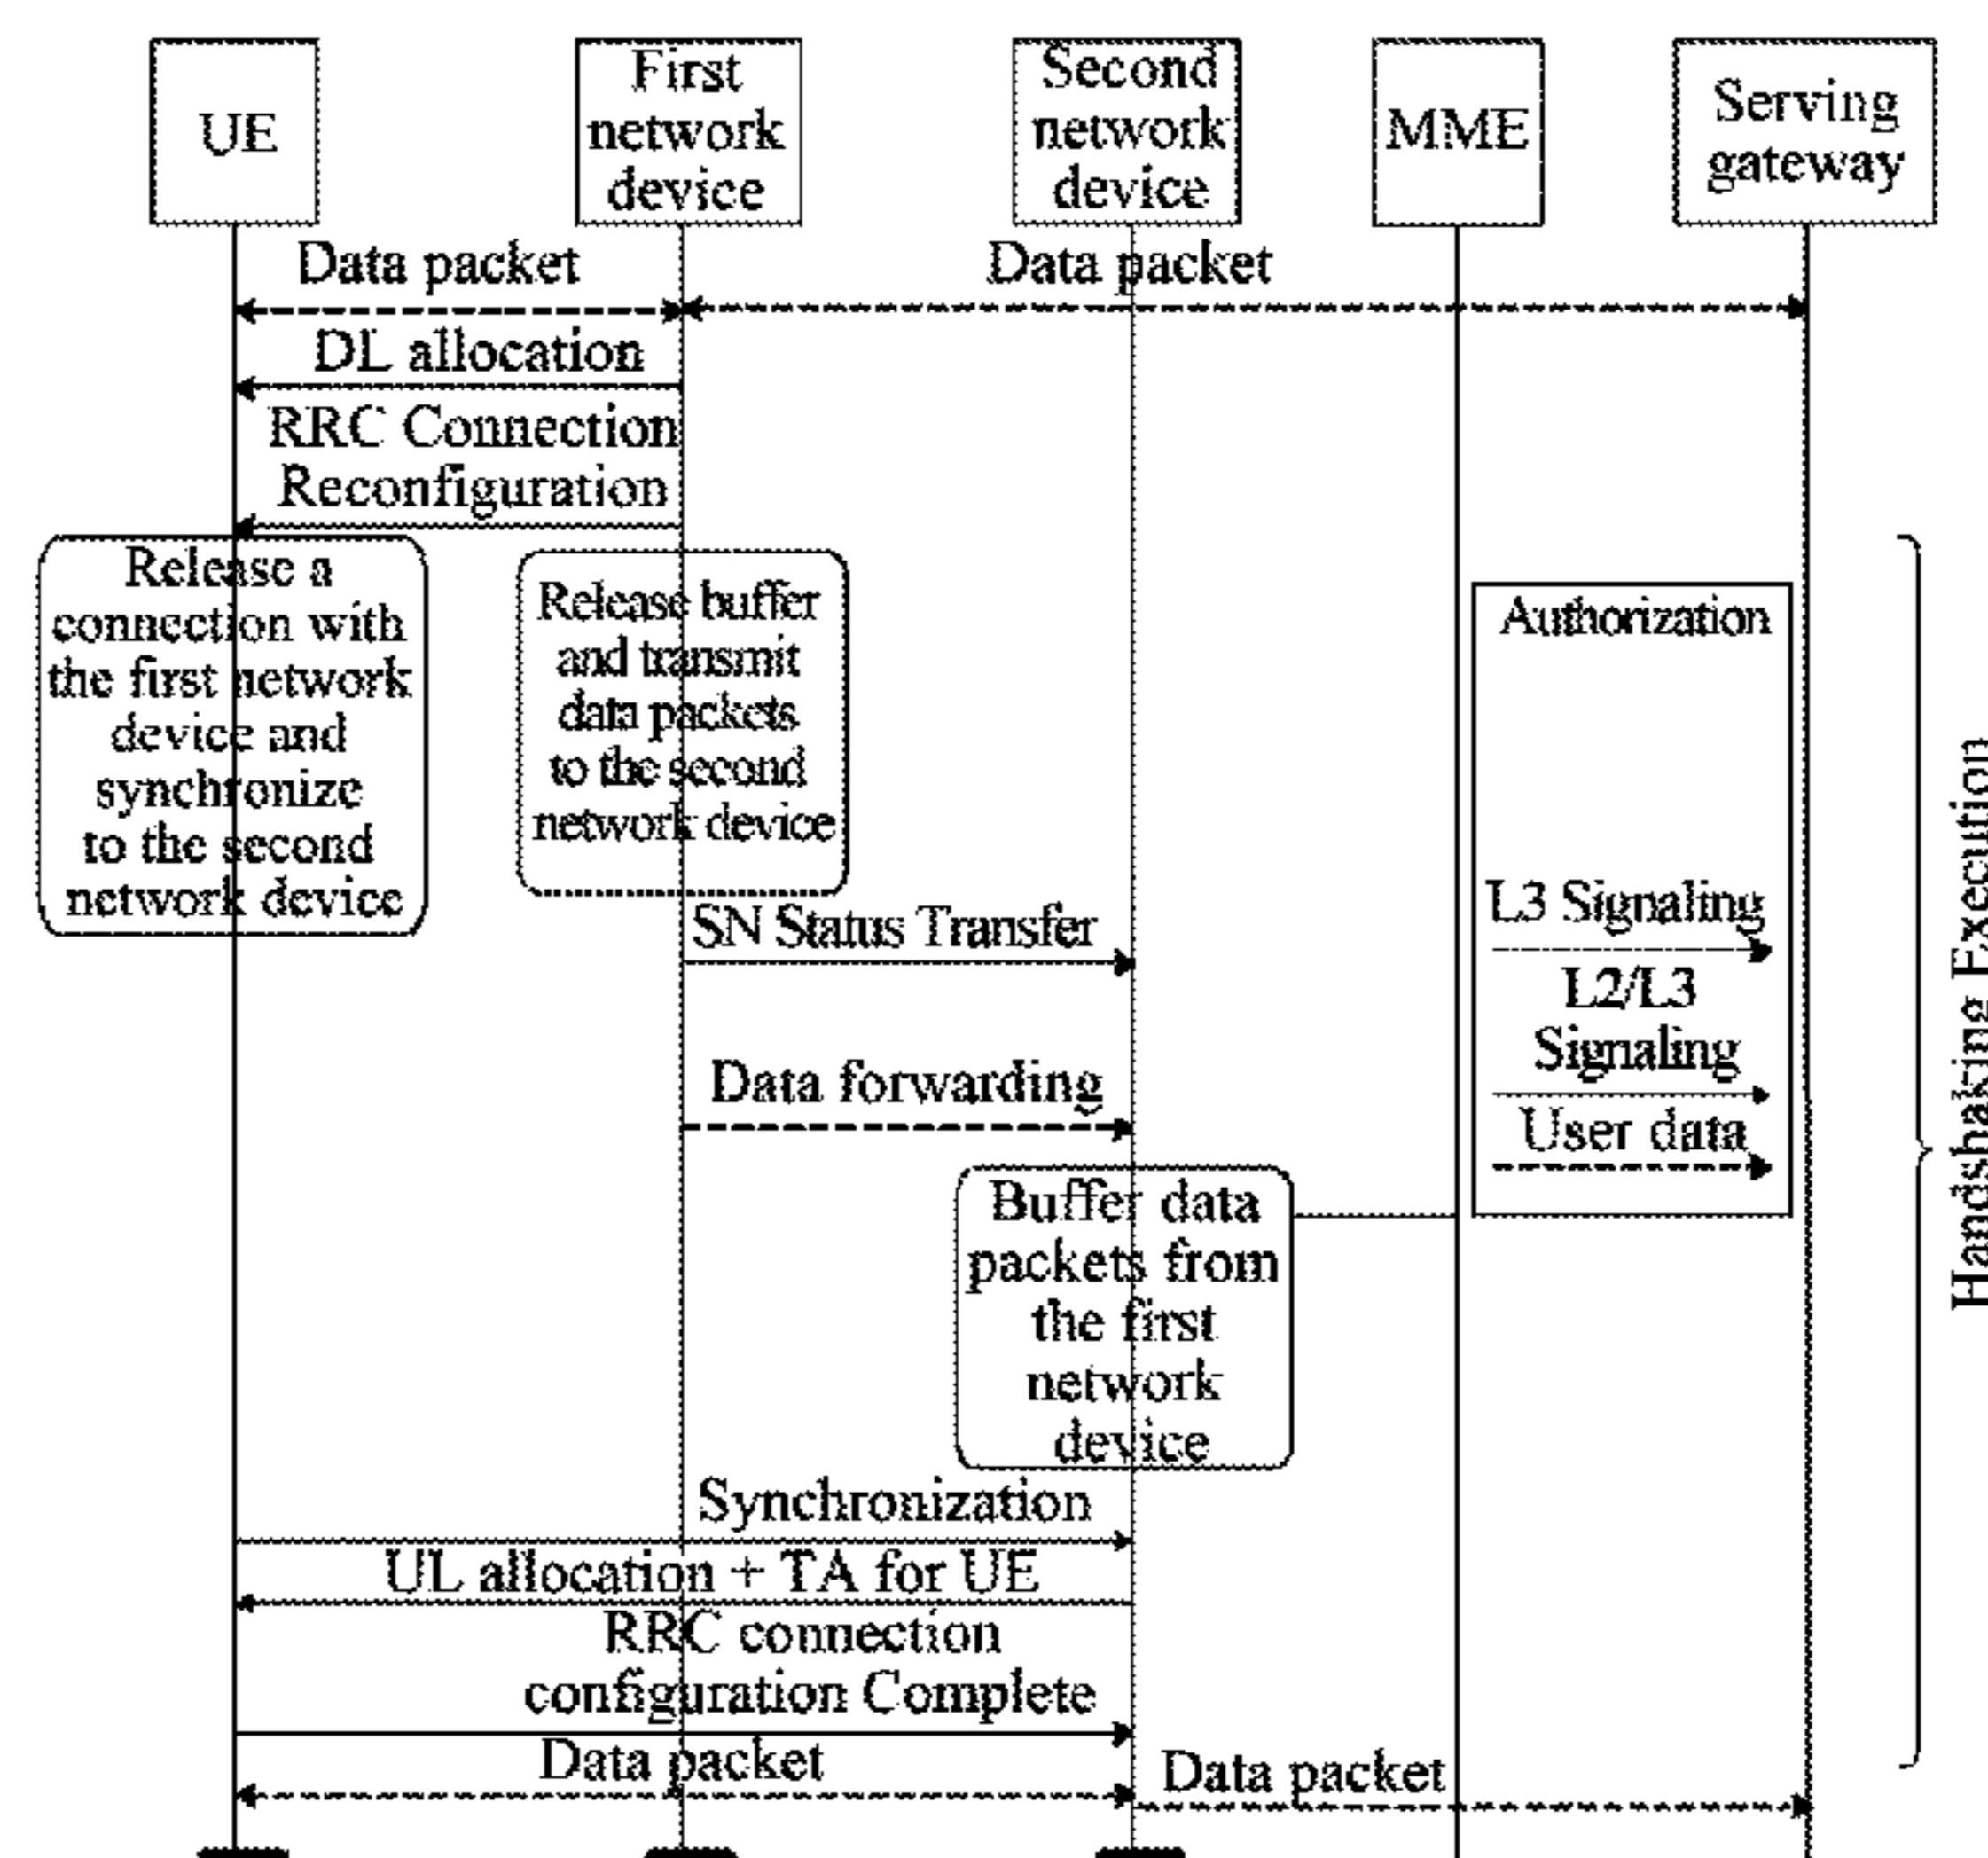 UE
First
network
device
Second
network
device
MME
Serving
gateway
Data packet
Data packet
DL allocation
RRC Connection
Reconfiguration
Release a
connection with
the first network
device and
synchronize
to the second
network device
Release buffer
and transmit
data packets
to the second
network device
Authorization
L3 Signaling
L2/L3
Signaling
User data
SN Status Transfer
Data forwarding
Buffer data
packets from
the first
network
device
Handshaking Execution
Synchronization
UL allocation + TA for UE
RRC connection
configuration Complete
Data packet
Data packet